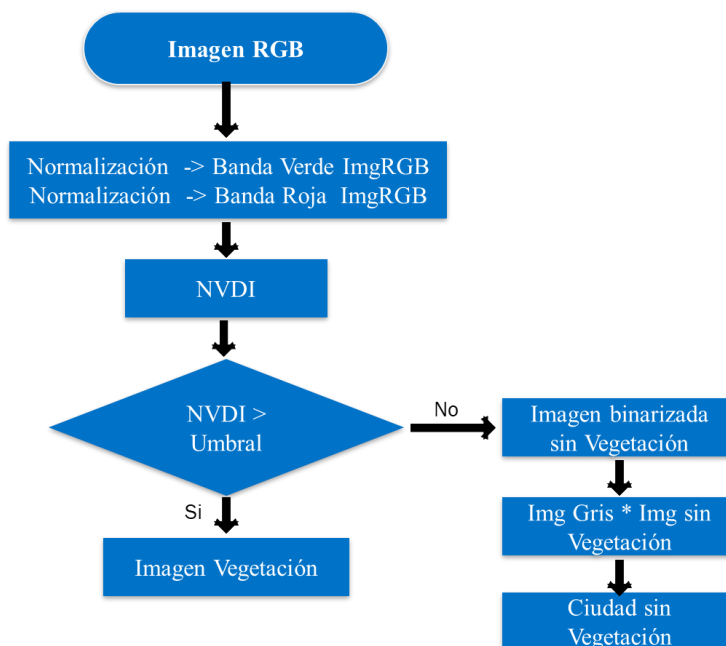 Imagen RGB
Normalización -> Banda Verde ImgRGB
Normalización -> Banda Roja ImgRGB
NVDI
NVDI >
Umbral
No
Si
Imagen Vegetación
Imagen binarizada
sin Vegetación
Img Gris * Img sin
Vegetación
Ciudad sin
Vegetación